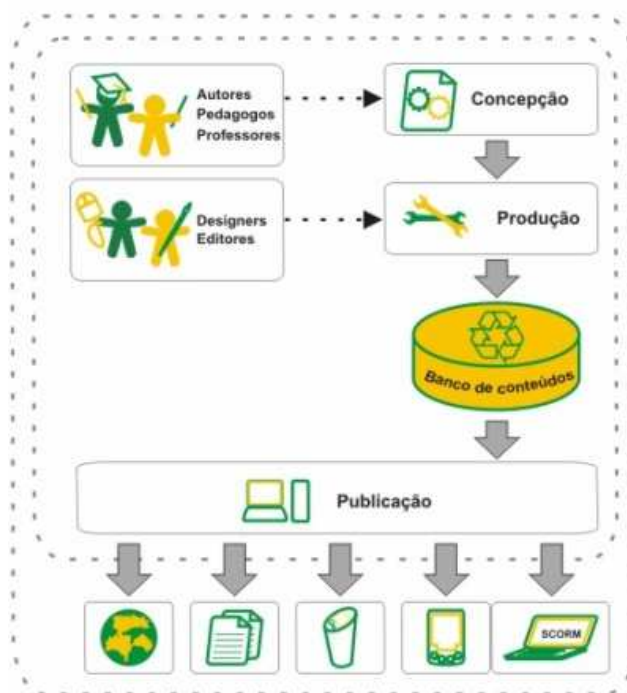 Autores
Pedagogos
Professores
Concepção
Designers
Editores
Produção
Banco de conteúdos
Publicação
SCORM